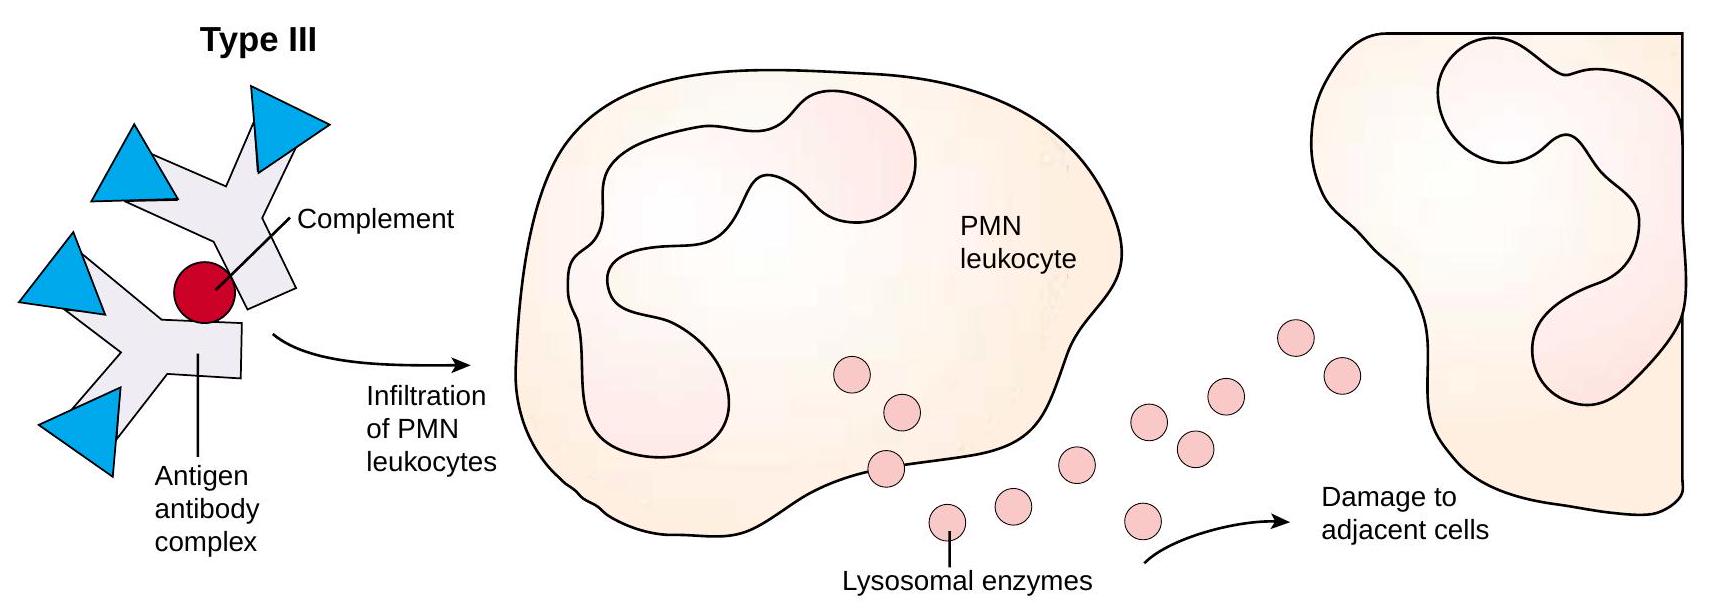 Type III
Complement
Antigen
antibody
complex
Infiltration
of PMN
leukocytes
PMN
leukocyte
Lysosomal enzymes
Damage to
adjacent cells